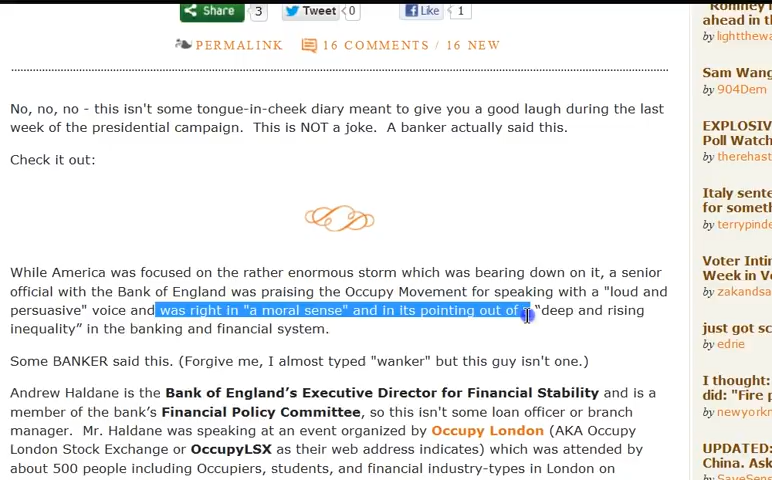 Share 3 Tweet 0 Like 1
PERMALINK 16 COMMENTS / 16 NEW
No, no, no - this isn't some tongue-in-cheek diary meant to give you a good laugh during the last
week of the presidential campaign. This is NOT a joke. A banker actually said this.
Check it out:
While America was focused on the rather enormous storm which was bearing down on it, a senior
official with the Bank of England was praising the Occupy Movement for speaking with a "loud and
persuasive" voice and was right in "a moral sense" and in its pointing out of “deep and rising
inequality” in the banking and financial system.
Some BANKER said this. (Forgive me, I almost typed "wanker" but this guy isn't one.)
Andrew Haldane is the Bank of England’s Executive Director for Financial Stability and is a
member of the bank’s Financial Policy Committee, so this isn't some loan officer or branch
manager. Mr. Haldane was speaking at an event organized by Occupy London (AKA Occupy
London Stock Exchange or OccupyLSX as their web address indicates) which was attended by
about 500 people including Occupiers, students, and financial industry-types in London on
"Romney
ahead in th
by lightthewa
Sam Wang
by 904Dem
EXPLOSIV
Poll Watch
by therehast
Italy sente
for someth
by terrypinde
Voter Inti
Week in Vo
by zakandsa
just got sc
by edrie
I thought:
did: "Fire p
by newyorkn
UPDATED:
China. Ask
by SaveSens